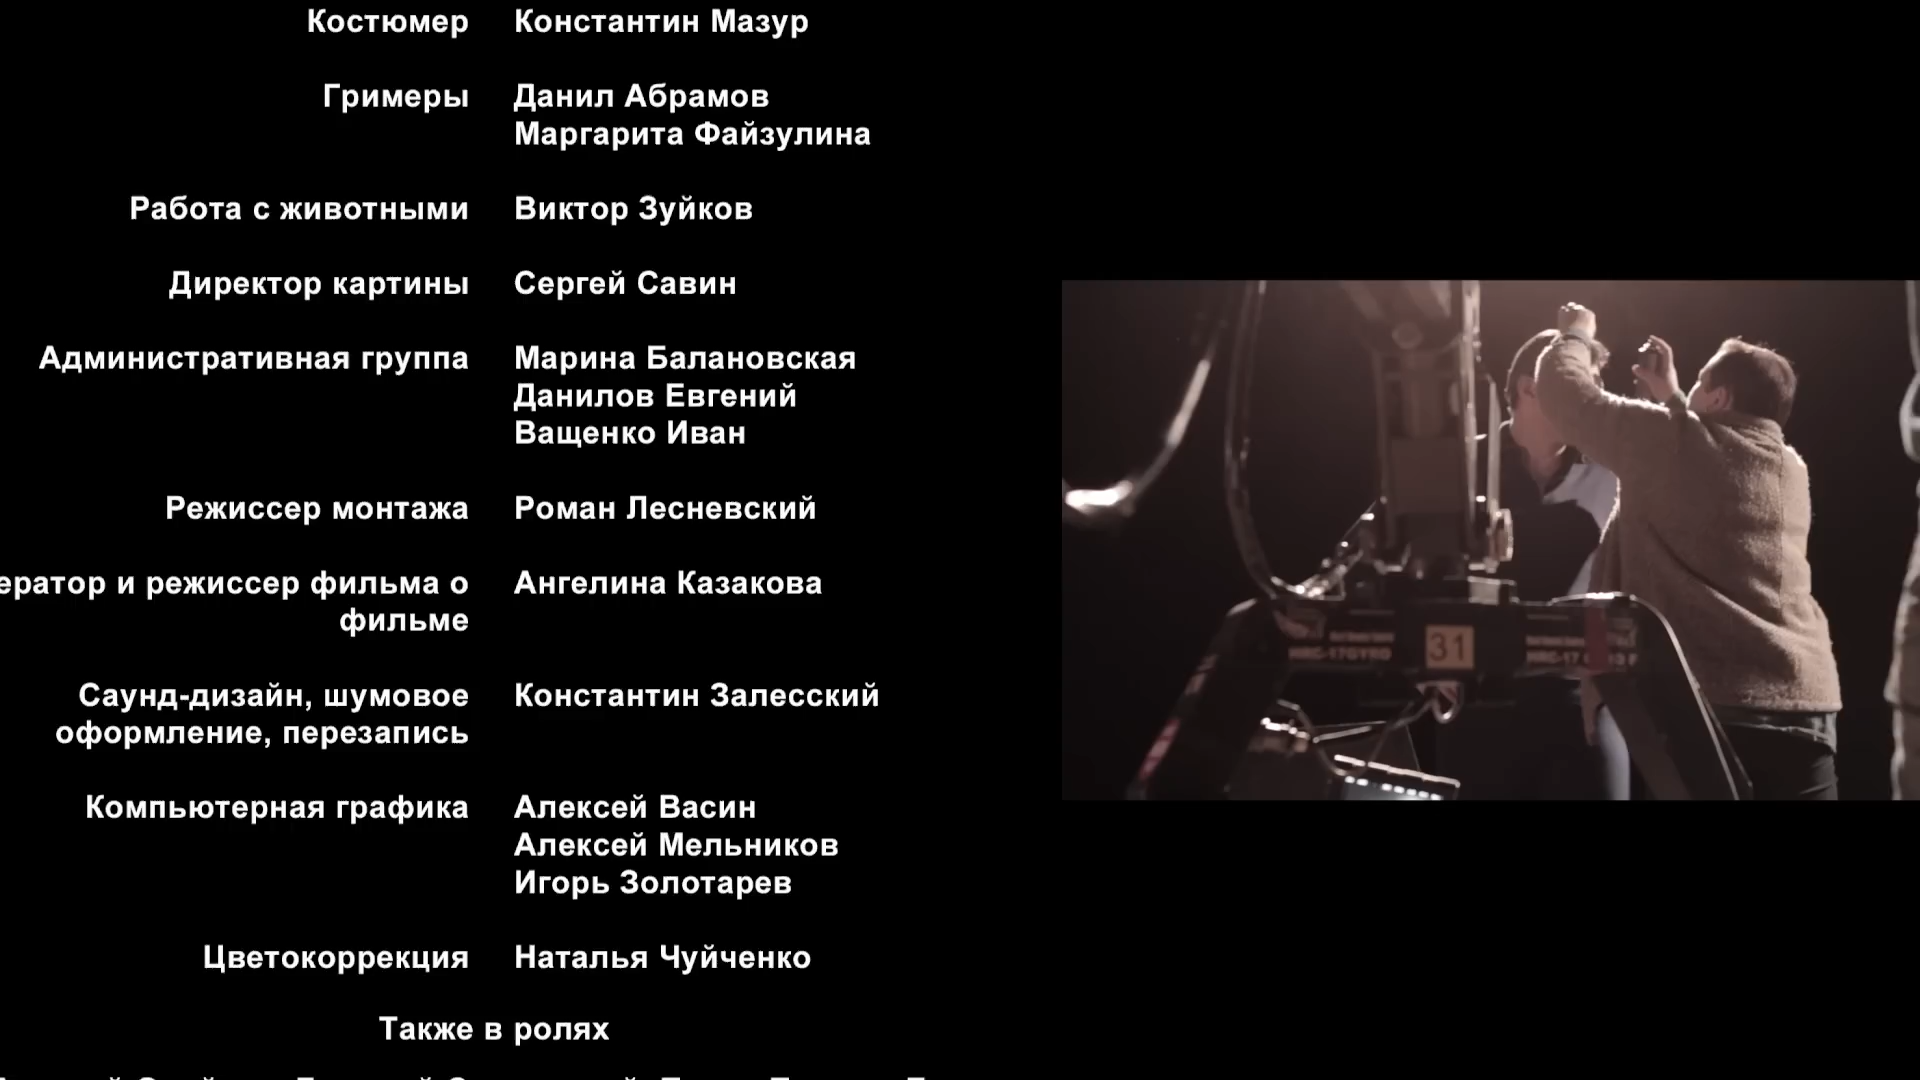 Костюмер Константин Мазур
Гримеры Данил Абрамов
Маргарита Файзулина
Работа с животными Виктор Зуйков
Директор картины Сергей Савин
Административная группа Марина Балановская
Данилов Евгений
Ващенко Иван
Режиссер монтажа Роман Лесневский
ератор и режиссер фильма о Ангелина Казакова
фильме
Саунд-дизайн, шумовое Константин Залесский
оформление, перезапись
Компьютерная графика Алексей Васин
Алексей Мельников
Игорь Золотарев
Цветокоррекция Наталья Чуйченко
Также в ролях
31